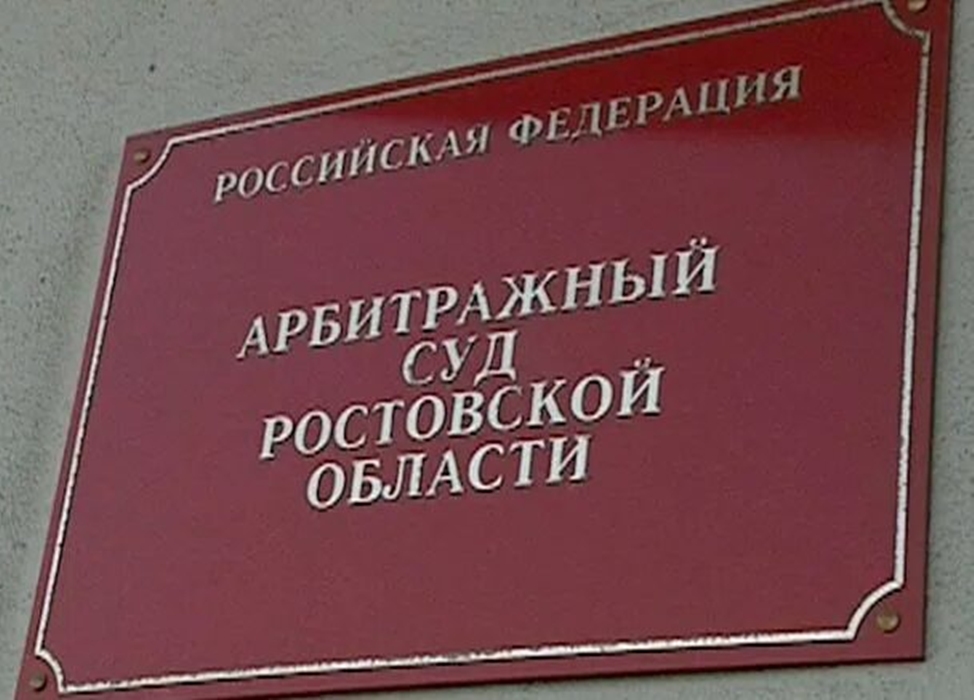 РОССИЙСКАЯ ФЕДЕРАЦИЯ
АРБИТРАЖНЫЙ
СУД
РОСТОВСКОЙ
ОБЛАСТИ